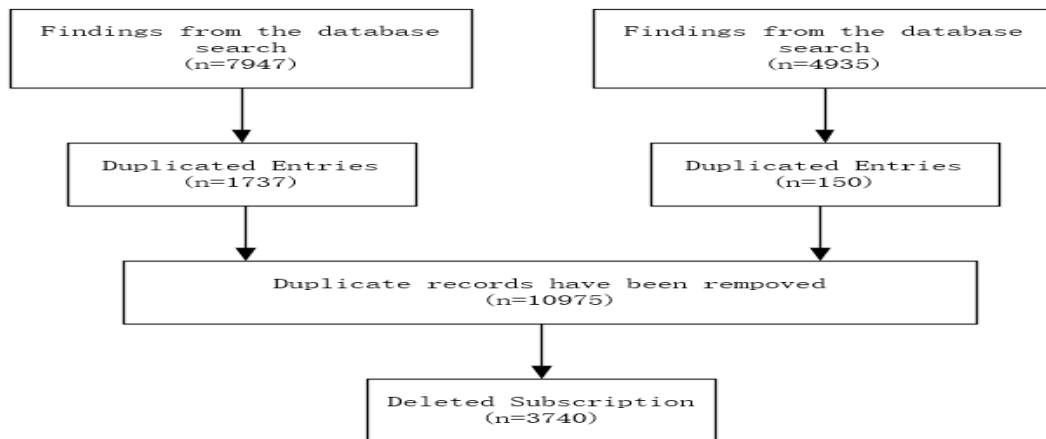 Findings from the database
search
(n=7947)
Findings from the database
search
(n=4935)
Duplicated Entries
(n=1737)
Duplicated Entries
(n=150)
Duplicate records have been rempoved
(n=10975)
Deleted Subscription
(n=3740)